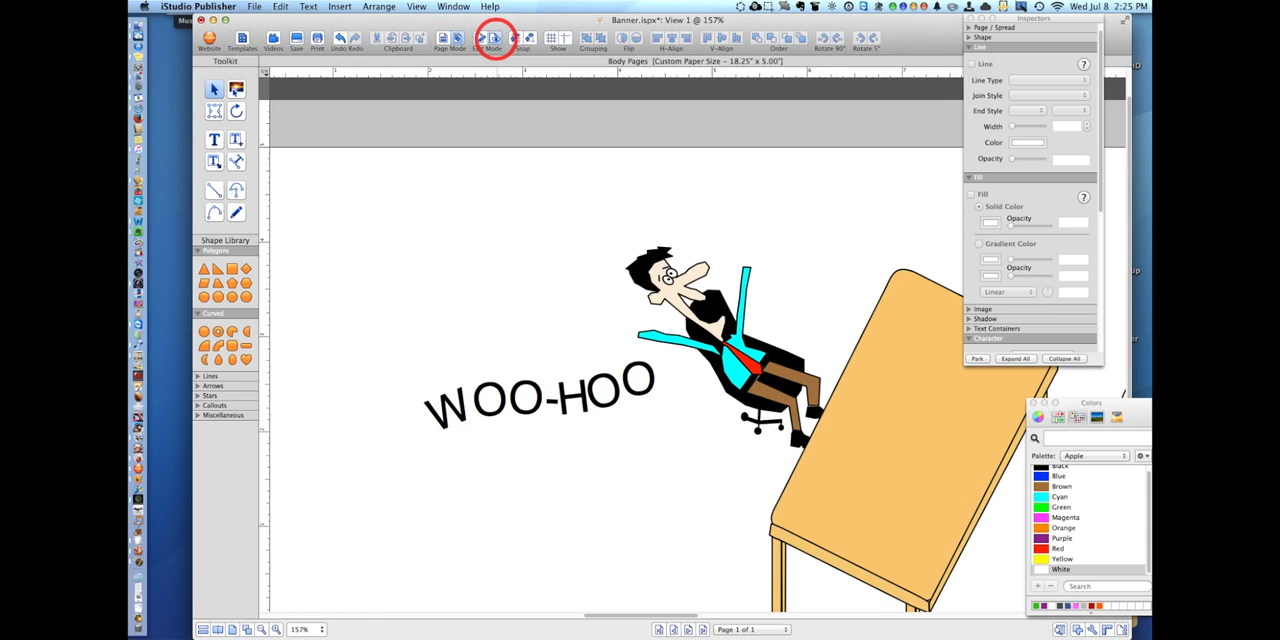 iStudio Publisher File Edit Text Insert Arrange View Window Help Wed Jul 8 2:25 PM
Banner.ispx*: View 1 @ 157%
Inspectors
Website Templates Videos Save Print Undo Redo Clipboard Page Mode Edit Mode Snap Show Grouping Flip H-Align V-Align Order Rotate 90° Rotate 5°
Toolkit
Body Pages [Custom Paper Size - 18.25" x 5.00"]
Page / Spread
Shape
Line
Line
Line Type
Join Style
End Style
Width
Color
Opacity
Fill
Fill
Solid Color
Opacity
Gradient Color
Opacity
Linear
Image
Shadow
Text Containers
Character
Park Expand All Collapse All
Shape Library
Polygons
Curved
Lines
Arrows
Stars
Callouts
Miscellaneous
WOO-HOO
Colors
Palette: Apple
Black
Blue
Brown
Cyan
Green
Magenta
Orange
Purple
Red
Yellow
White
Search
157%
Page 1 of 1